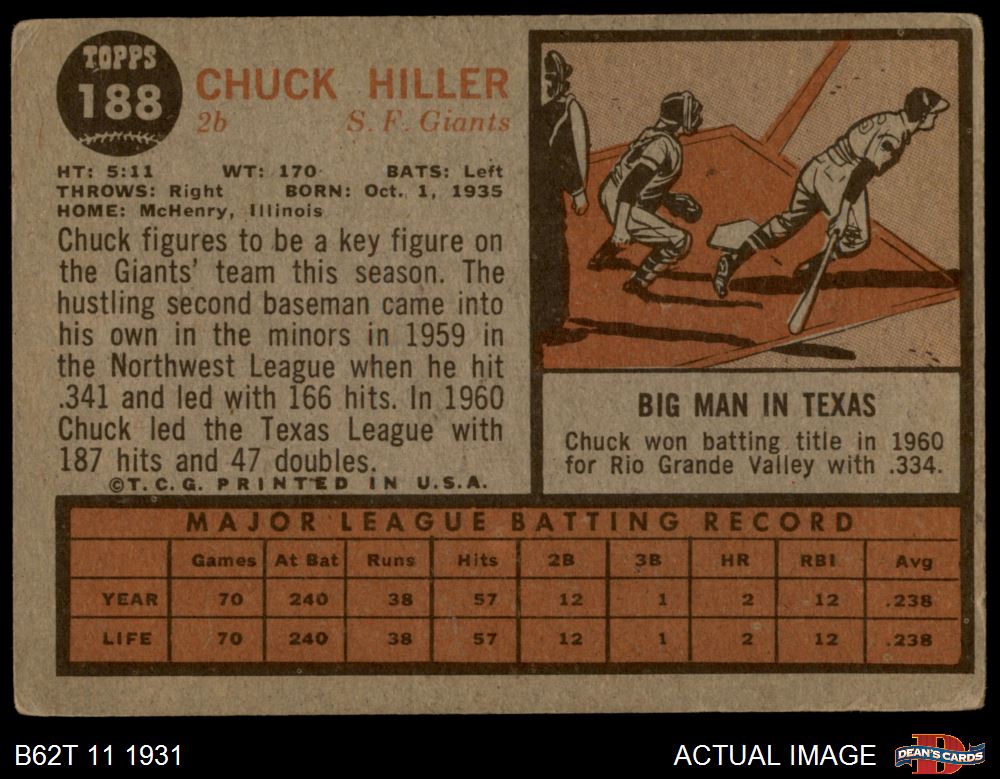 TOPPS
188
CHUCK HILLER
2b S. F. Giants
HT: 5:11 WT: 170 BATS: Left
THROWS: Right BORN: Oct. 1, 1935
HOME: McHenry, Illinois
Chuck figures to be a key figure on
the Giants' team this season. The
hustling second baseman came into
his own in the minors in 1959 in
the Northwest League when he hit
.341 and led with 166 hits. In 1960
Chuck led the Texas League with
187 hits and 47 doubles.
©T.C.G. PRINTED IN U.S.A.
BIG MAN IN TEXAS
Chuck won batting title in 1960
for Rio Grande Valley with .334.
MAJOR LEAGUE BATTING RECORD
Games At Bat Runs Hits 2B 3B HR RBI Avg
YEAR 70 240 38 57 12 1 2 12 .238
LIFE 70 240 38 57 12 1 2 12 .238
B62T 11 1931
ACTUAL IMAGE
DEAN'S CARDS